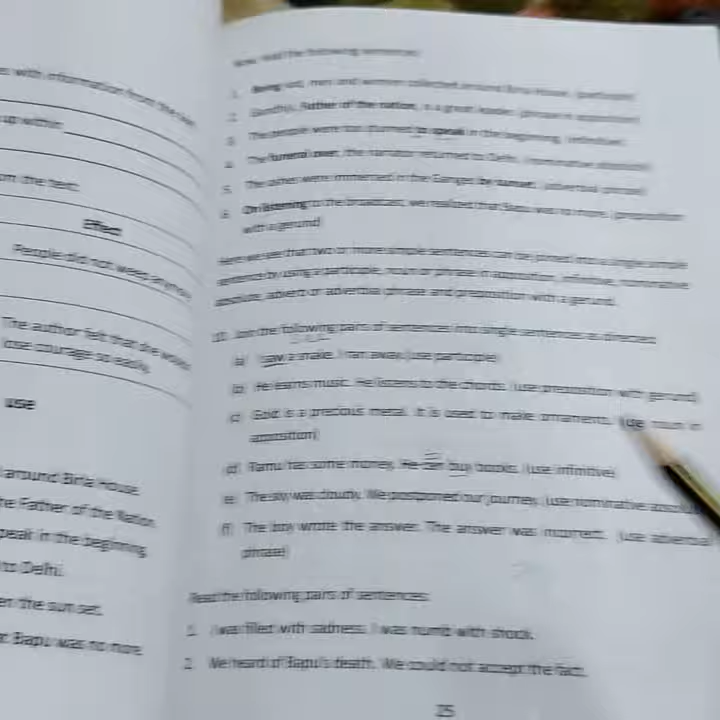 es with information from the text.
up within
om the text.
Effect
People did not weep anymore
The author felt that she would
lose courage so easily.
use
around Birla House.
he Father of the Nation.
peak in the beginning.
to Delhi.
en the sun set.
Bapu was no more.
Now, read the following sentences:
1. Being sad, men and women collected around Birla House. (participle)
2. Gandhiji, Father of the nation, is a great leader. (phrase in apposition)
3. The people were too stunned to speak in the beginning. (infinitive)
4. The funeral over, the returned to Delhi. (nominative absolute)
5. The ashes were immersed in the Ganges by sunset. (adverbial phrase)
6. On listening to the broadcast, we realised that Bapu was no more. (preposition
with a gerund)
Here we see that two or more simple sentences can be joined into a single simple
sentence by using a participle, noun or phrase in apposition, infinitive, nominative
absolute, adverb or adverbial phrase and preposition with a gerund.
10. Join the following pairs of sentences into single sentences as directed:
(a) I saw a snake. I ran away. (use participle)
(b) He learns music. He listens to the chords. (use preposition with gerund)
(c) Gold is a precious metal. It is used to make ornaments. (use noun in
apposition)
(d) Ramu has some money. He can buy books. (use infinitive)
(e) The sky was cloudy. We postponed our journey. (use nominative absolute)
(f) The boy wrote the answer. The answer was incorrect. (use adverbial
phrase)
Read the following pairs of sentences:
1. I was filled with sadness. I was numb with shock.
2. We heard of Bapu's death. We could not accept the fact.
25